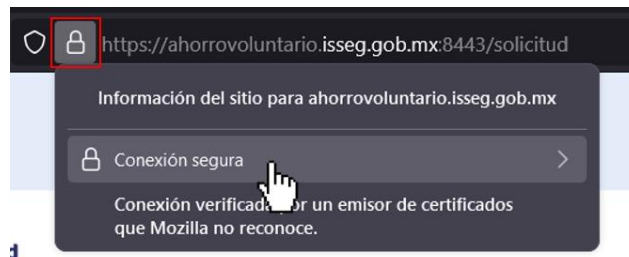 https://ahorrovoluntario.isseg.gob.mx:8443/solicitud
Información del sitio para ahorrovoluntario.isseg.gob.mx
Conexión segura
Conexión verificada por un emisor de certificados
que Mozilla no reconoce.